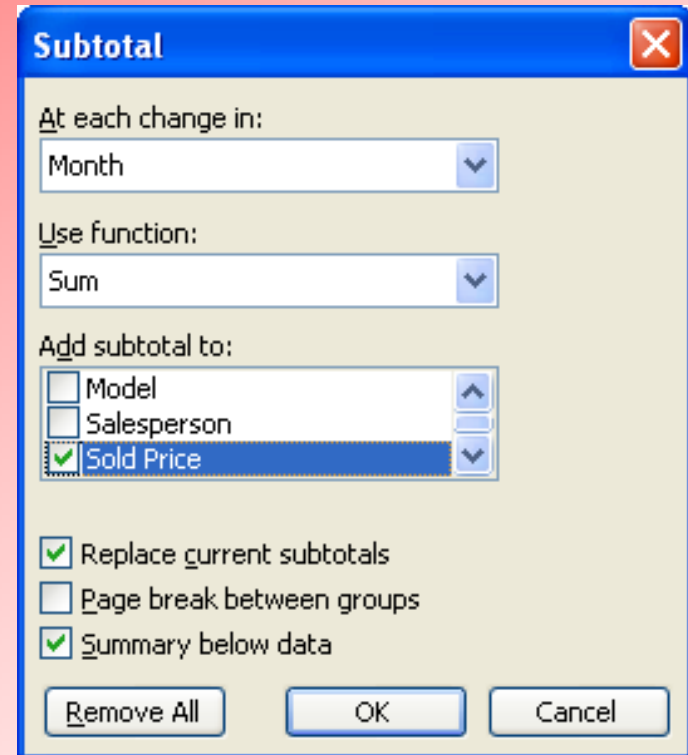 Subtotal
At each change in:
Month
Use function:
Sum
Add subtotal to:
Model
Salesperson
Sold Price
Replace current subtotals
Page break between groups
Summary below data
Remove All OK Cancel